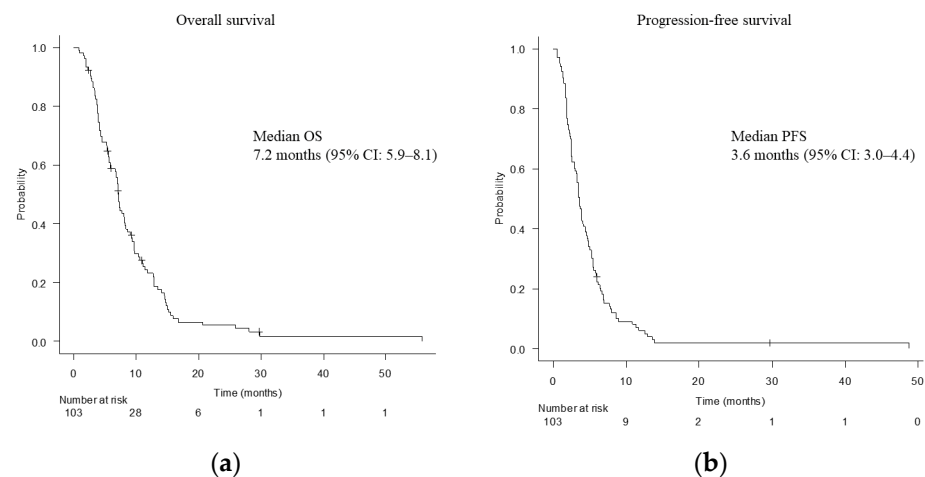 Overall survival
1.0
0.8
0.6
0.4
0.2
0.0
Probability
Median OS
7.2 months (95% CI: 5.9–8.1)
0 10 20 30 40 50
Time (months)
Number at risk
103 28 6 1 1 1
(a)
Progression-free survival
1.0
0.8
0.6
0.4
0.2
0.0
Probability
Median PFS
3.6 months (95% CI: 3.0–4.4)
0 10 20 30 40 50
Time (months)
Number at risk
103 9 2 1 1 0
(b)